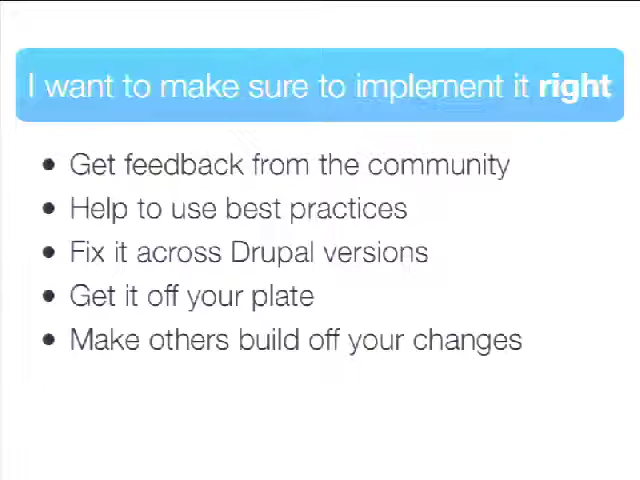 I want to make sure to implement it right
• Get feedback from the community
• Help to use best practices
• Fix it across Drupal versions
• Get it off your plate
• Make others build off your changes